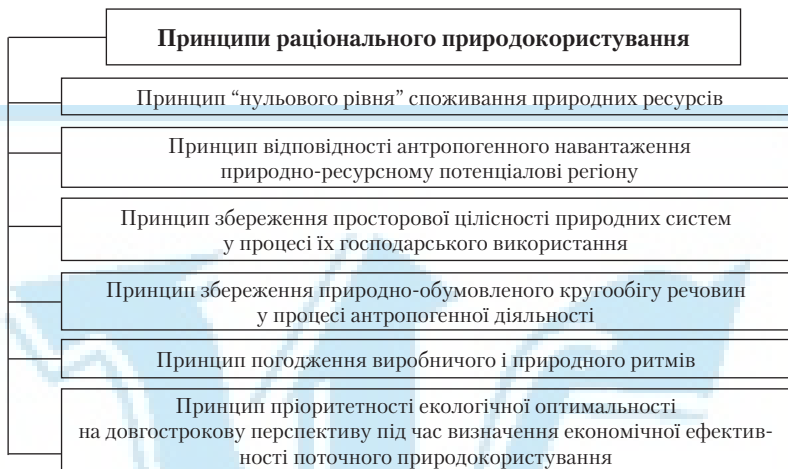 Принципи раціонального природокористування
Принцип “нульового рівня” споживання природних ресурсів
Принцип відповідності антропогенного навантаження
природно-ресурсному потенціалові регіону
Принцип збереження просторової цілісності природних систем
у процесі їх господарського використання
Принцип збереження природно-обумовленого кругообігу речовин
у процесі антропогенної діяльності
Принцип погодження виробничого і природного ритмів
Принцип пріоритетності екологічної оптимальності
на довгострокову перспективу під час визначення економічної ефектив-
ності поточного природокористування